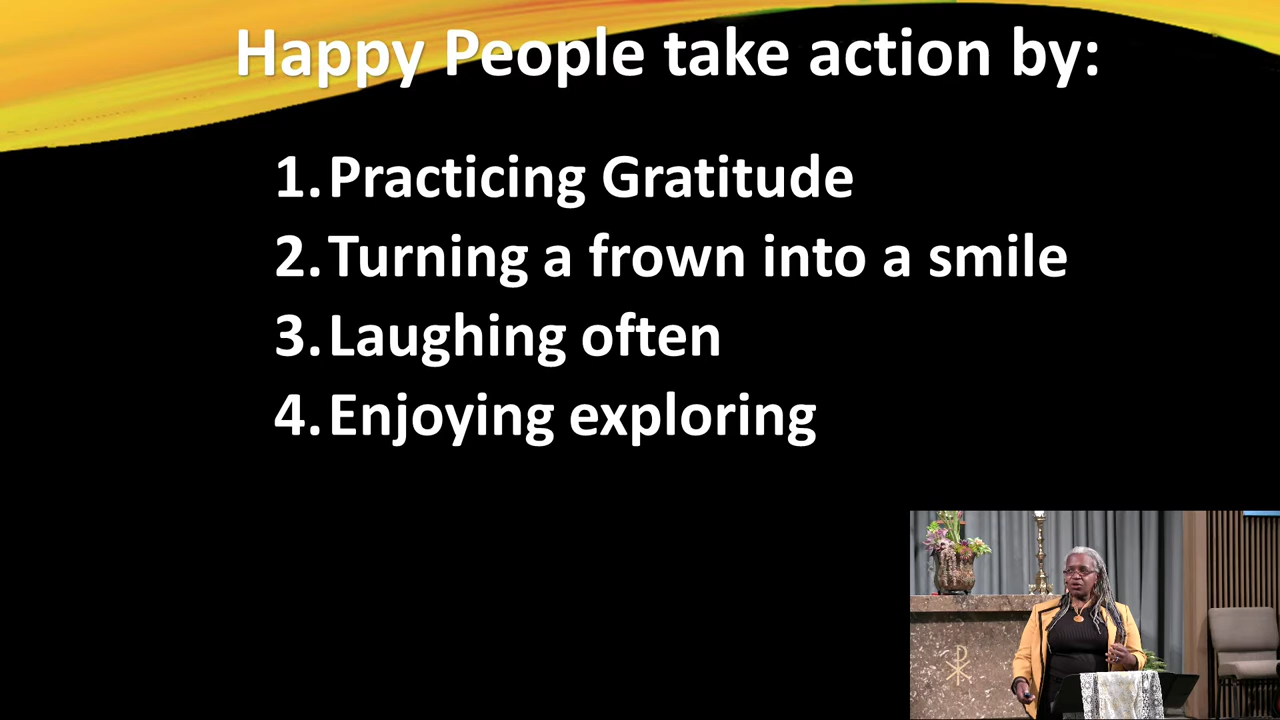 Happy People take action by:
1. Practicing Gratitude
2. Turning a frown into a smile
3. Laughing often
4. Enjoying exploring